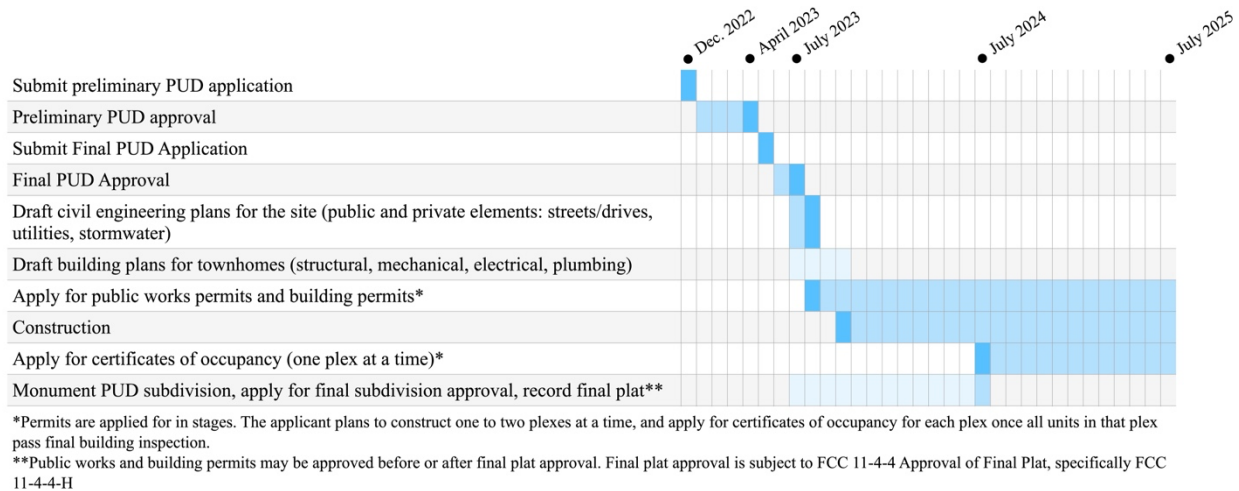 Dec. 2022
April 2023
July 2023
July 2024
July 2025
Submit preliminary PUD application
Preliminary PUD approval
Submit Final PUD Application
Final PUD Approval
Draft civil engineering plans for the site (public and private elements: streets/drives,
utilities, stormwater)
Draft building plans for townhomes (structural, mechanical, electrical, plumbing)
Apply for public works permits and building permits*
Construction
Apply for certificates of occupancy (one plex at a time)*
Monument PUD subdivision, apply for final subdivision approval, record final plat**
*Permits are applied for in stages. The applicant plans to construct one to two plexes at a time, and apply for certificates of occupancy for each plex once all units in that plex
pass final building inspection.
**Public works and building permits may be approved before or after final plat approval. Final plat approval is subject to FCC 11-4-4 Approval of Final Plat, specifically FCC
11-4-4-H